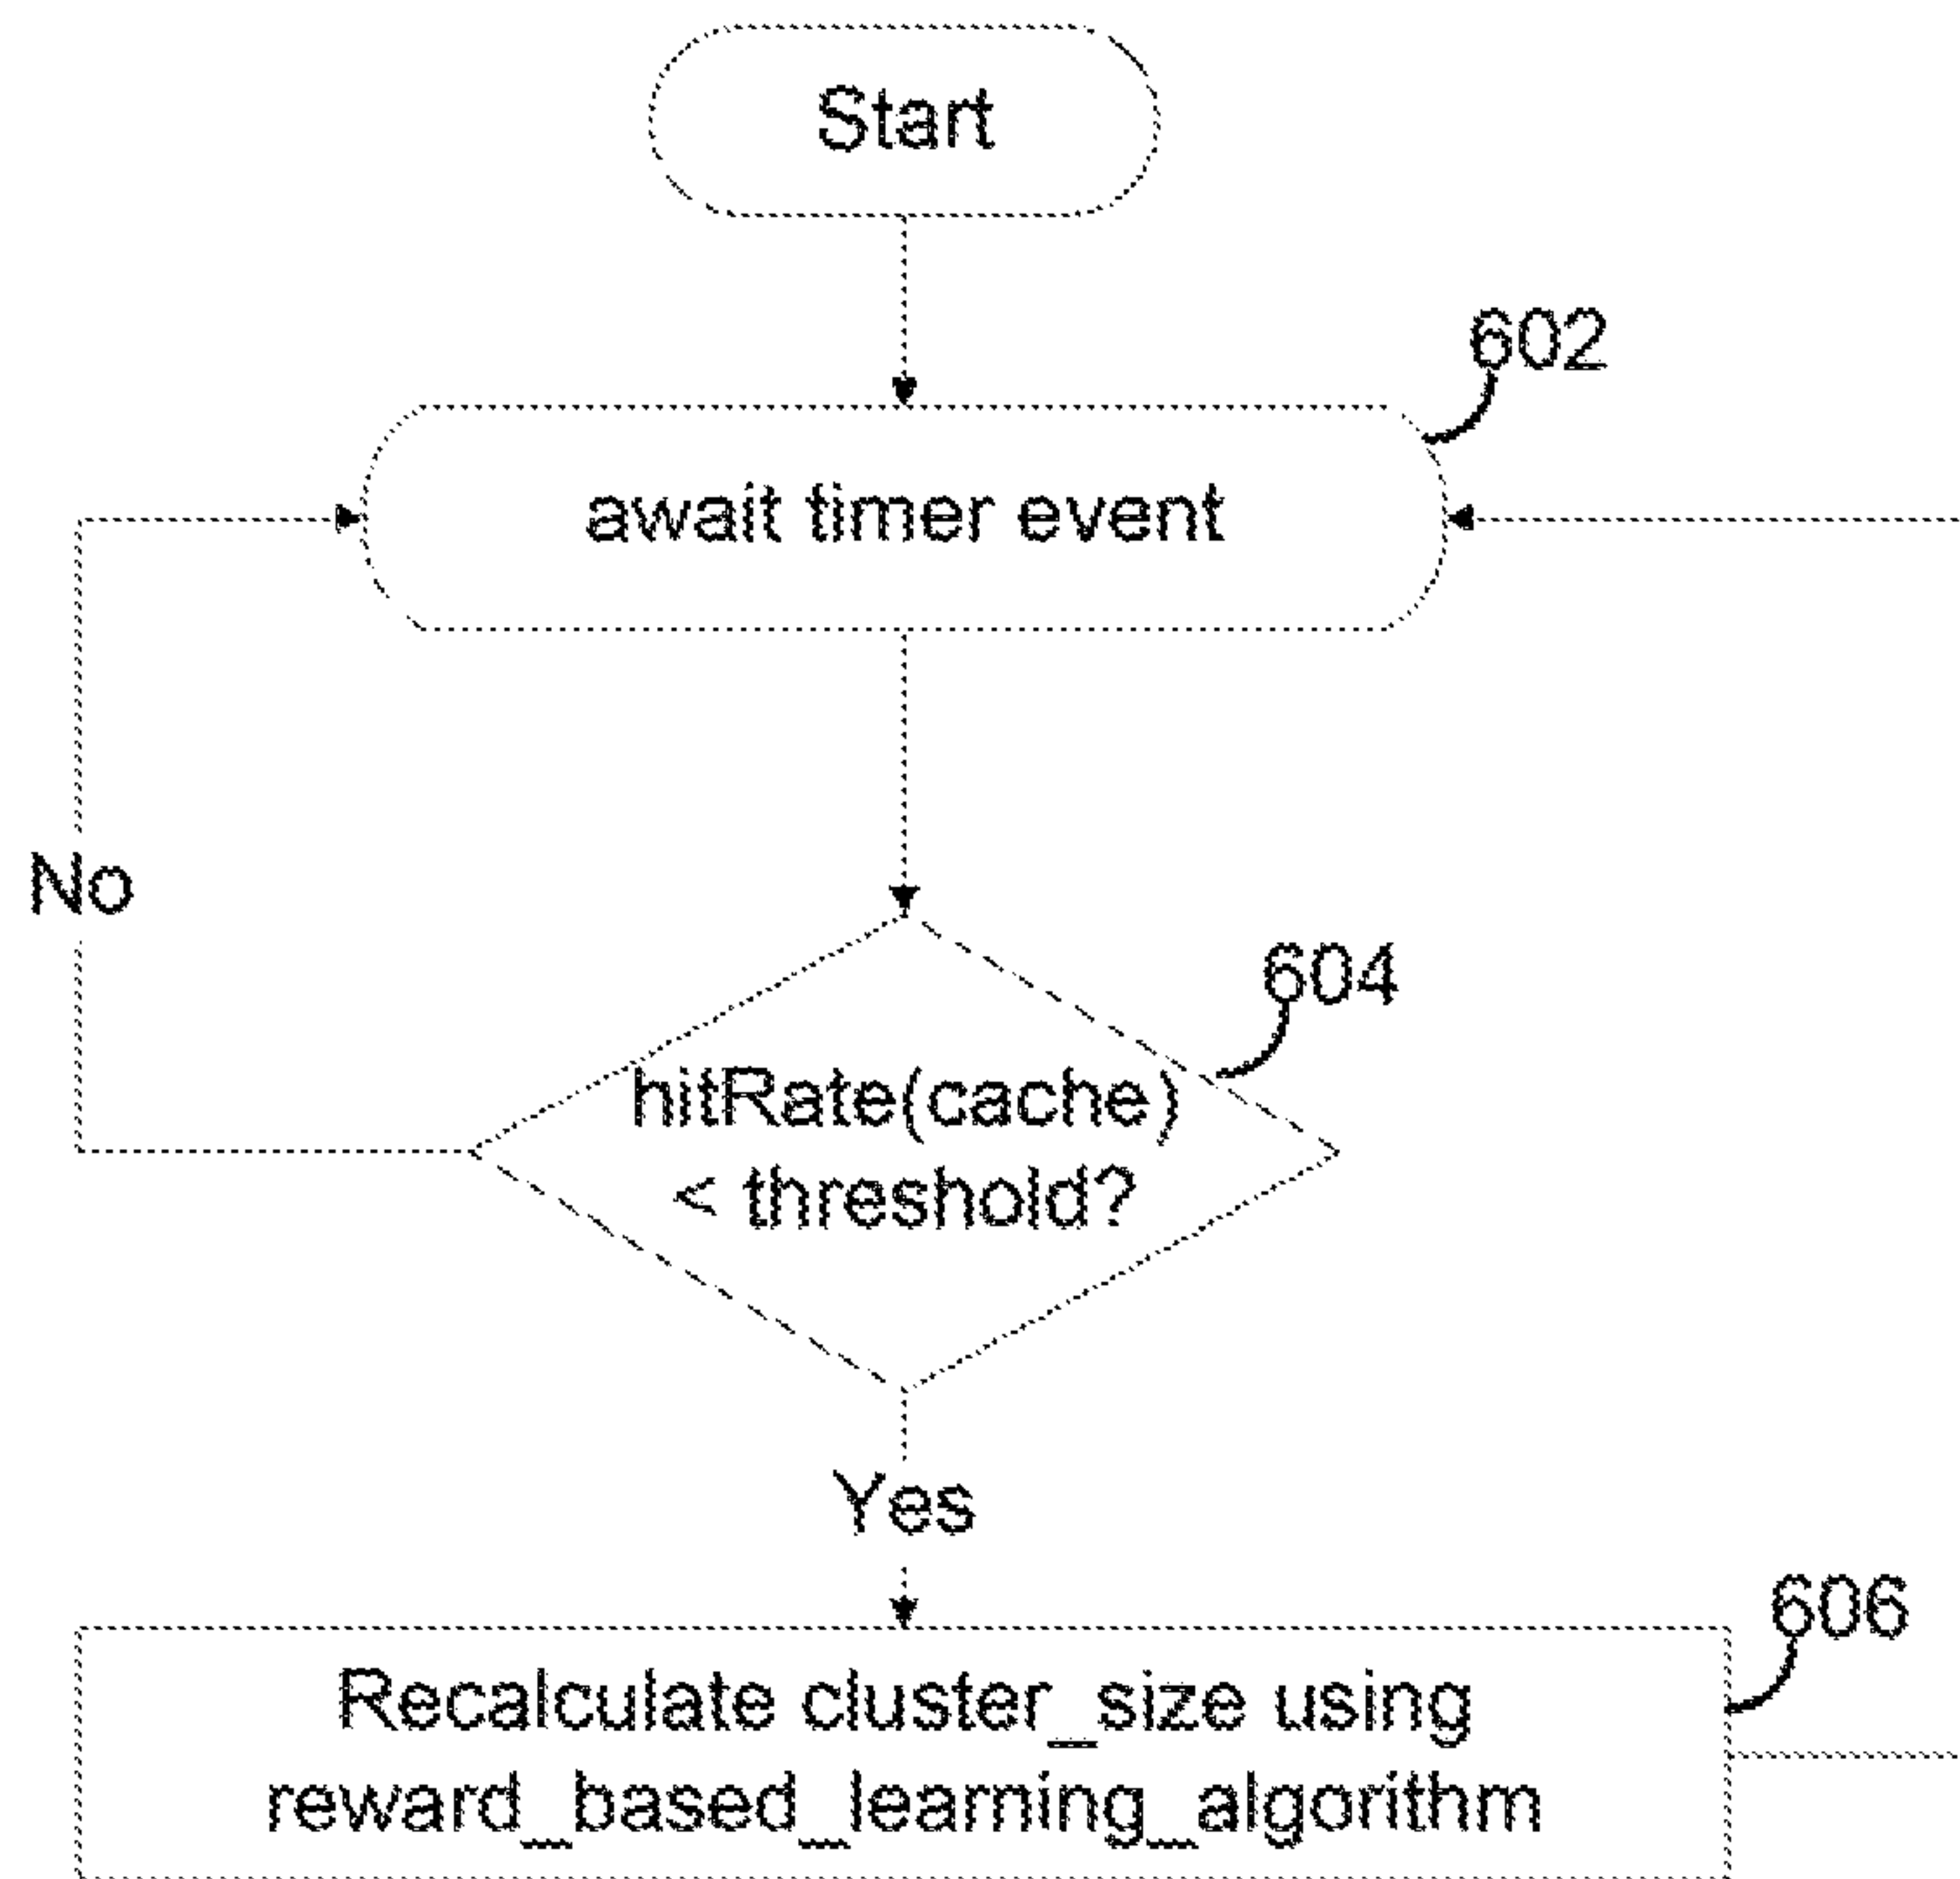 Start
602
await timer event
No
604
hitRate(cache)
< threshold?
Yes
606
Recalculate cluster_size using
reward_based_learning_algorithm